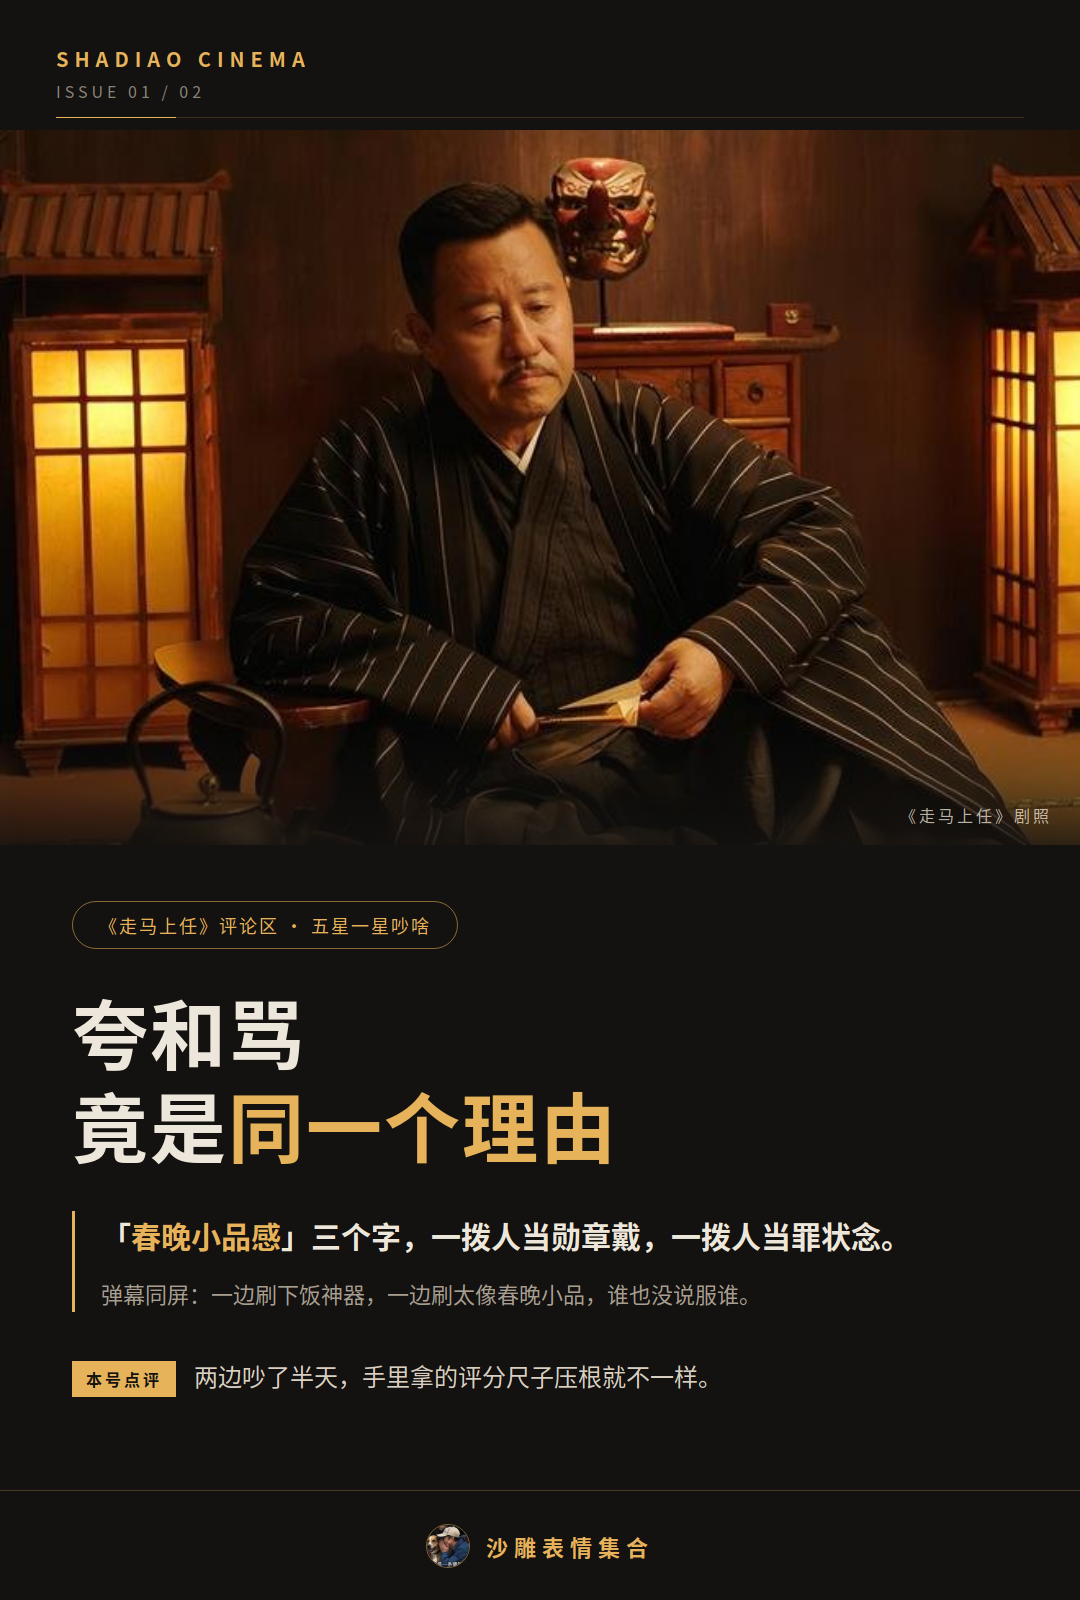 SHADIAO CINEMA
ISSUE 01 / 02
《走马上任》剧照
《走马上任》评论区 · 五星一星吵啥
夸和骂
竟是同一个理由
「春晚小品感」三个字，一拨人当勋章戴，一拨人当罪状念。
弹幕同屏：一边刷下饭神器，一边刷太像春晚小品，谁也没说服谁。
本号点评 两边吵了半天，手里拿的评分尺子压根就不一样。
沙雕表情集合